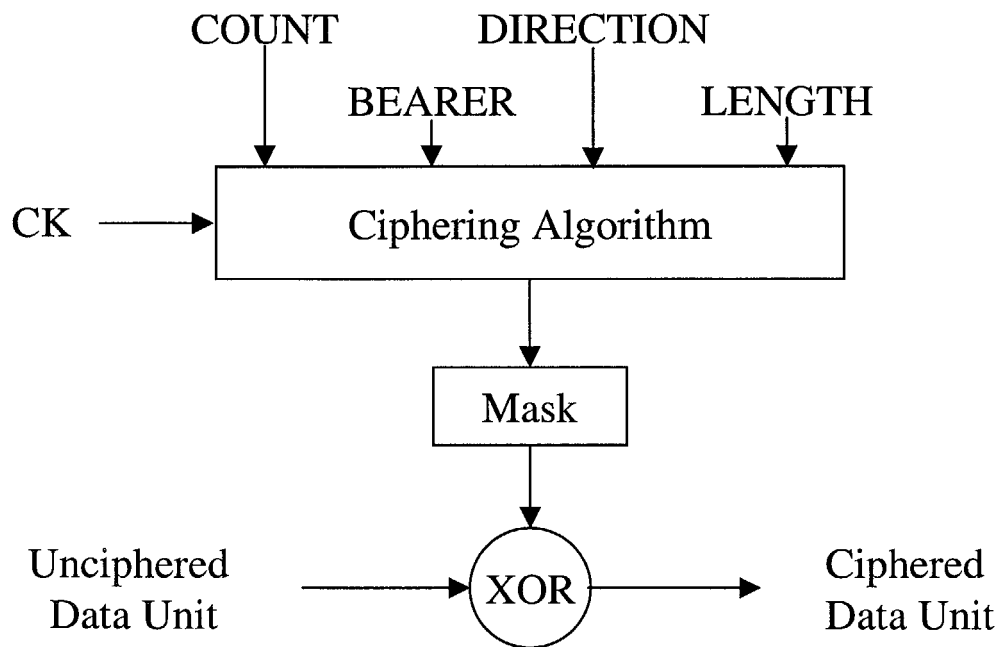 COUNT
DIRECTION
BEARER
LENGTH
CK
Ciphering Algorithm
Mask
Unciphered
Data Unit
XOR
Ciphered
Data Unit